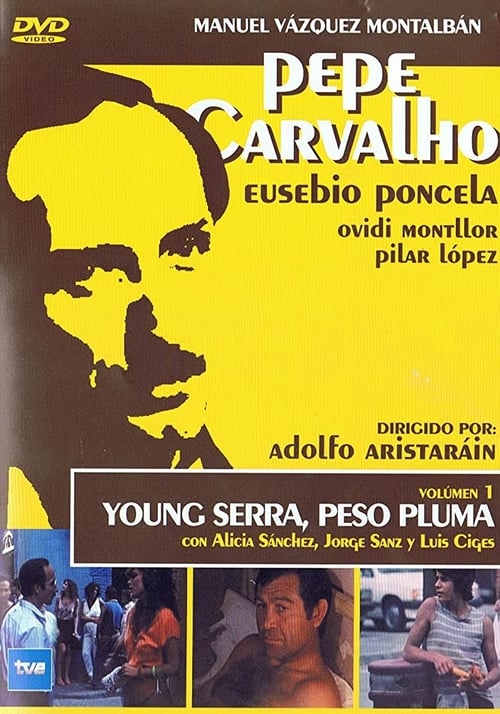 DVD
VIDEO
MANUEL VÁZQUEZ MONTALBÁN
PEPE
CARVALHO
EUSEBIO PONCELA
OVIDI MONTLLOR
PILAR LÓPEZ
DIRIGIDO POR:
ADOLFO ARISTARÁIN
VOLÚMEN 1
YOUNG SERRA, PESO PLUMA
CON ALICIA SÁNCHEZ, JORGE SANZ Y LUIS CIGES
tve